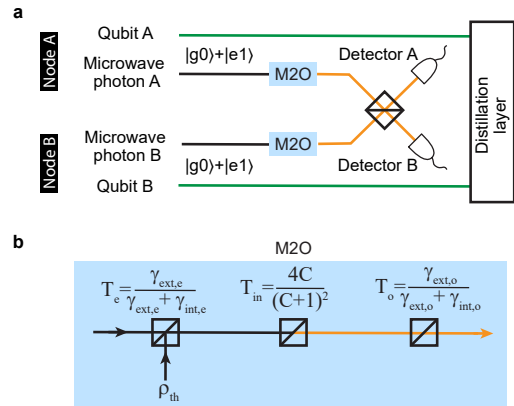 a
Node A
Qubit A
Microwave
photon A
|g0⟩+|e1⟩
M2O
Detector A
Node B
Microwave
photon B
|g0⟩+|e1⟩
M2O
Detector B
Qubit B
Distillation
layer
b
M2O
T_e = γ_ext,e / (γ_ext,e + γ_int,e)
T_in = 4C / (C+1)²
T_o = γ_ext,o / (γ_ext,o + γ_int,o)
ρ_th